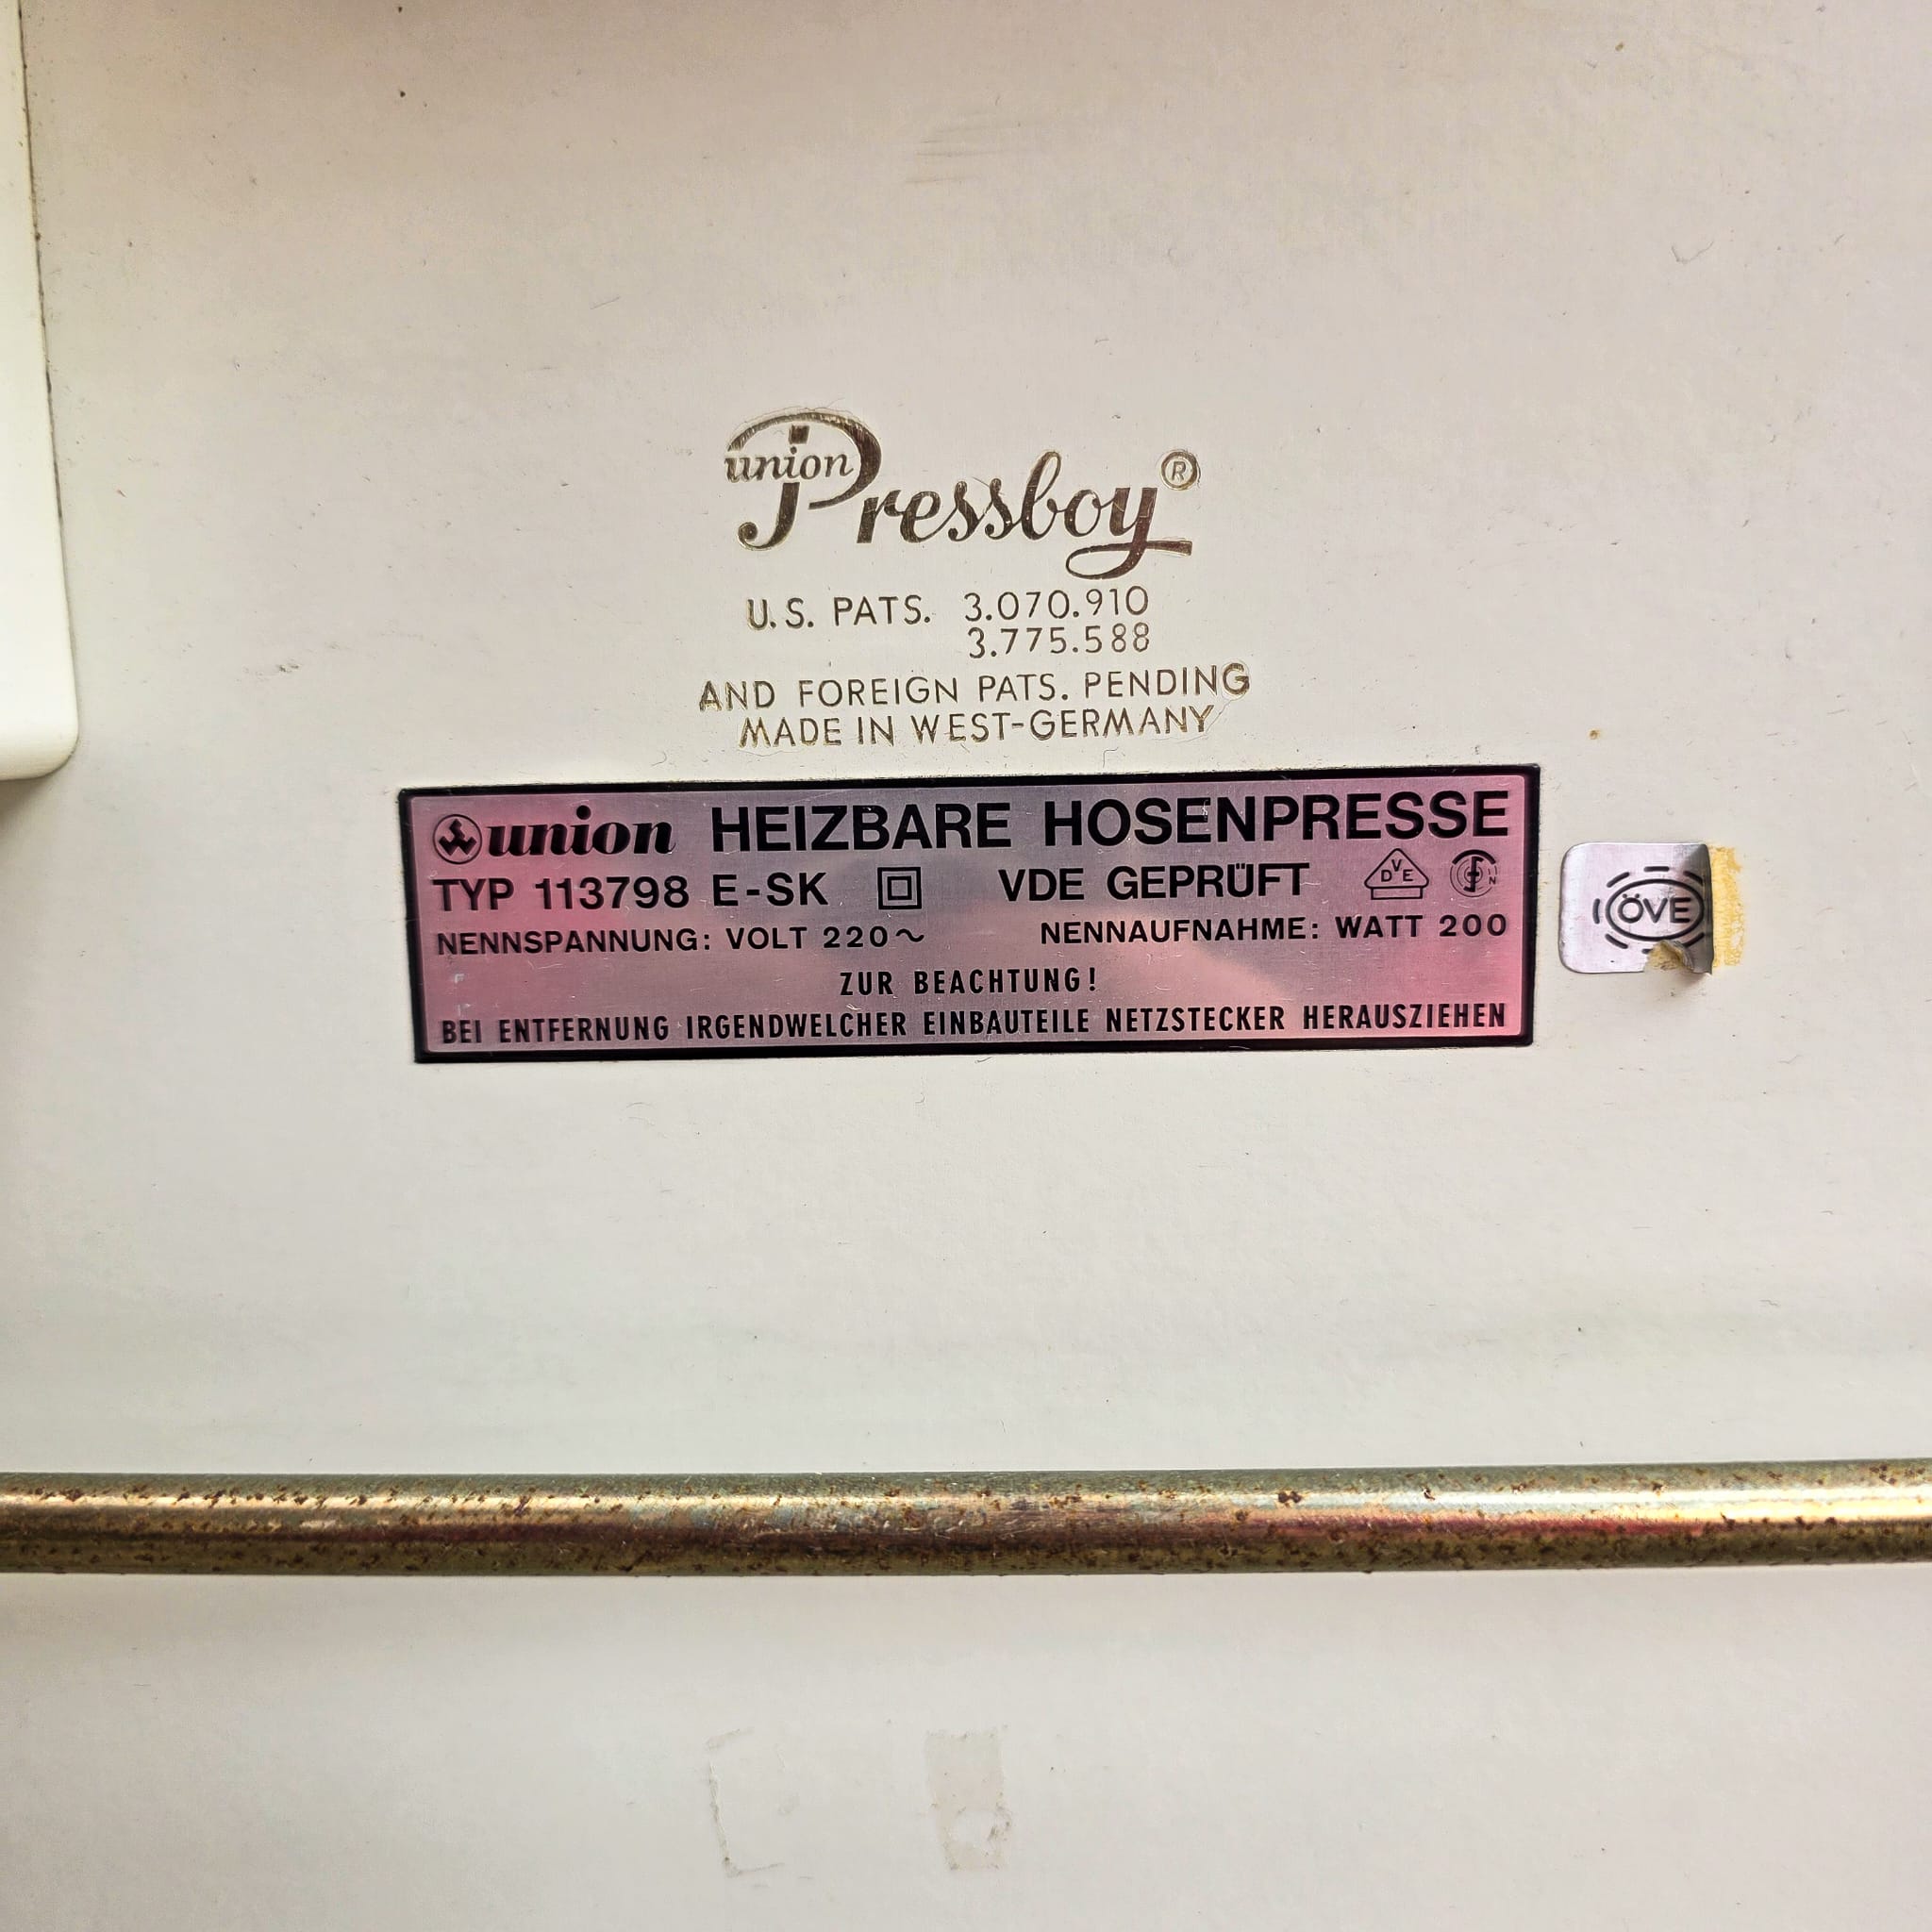 union
Pressboy®
U.S. PATS. 3.070.910
3.775.588
AND FOREIGN PATS. PENDING
MADE IN WEST-GERMANY
union HEIZBARE HOSENPRESSE
TYP 113798 E-SK VDE GEPRÜFT VDE SN
NENNSPANNUNG: VOLT 220~ NENNAUFNAHME: WATT 200
ÖVE
ZUR BEACHTUNG!
BEI ENTFERNUNG IRGENDWELCHER EINBAUTEILE NETZSTECKER HERAUSZIEHEN